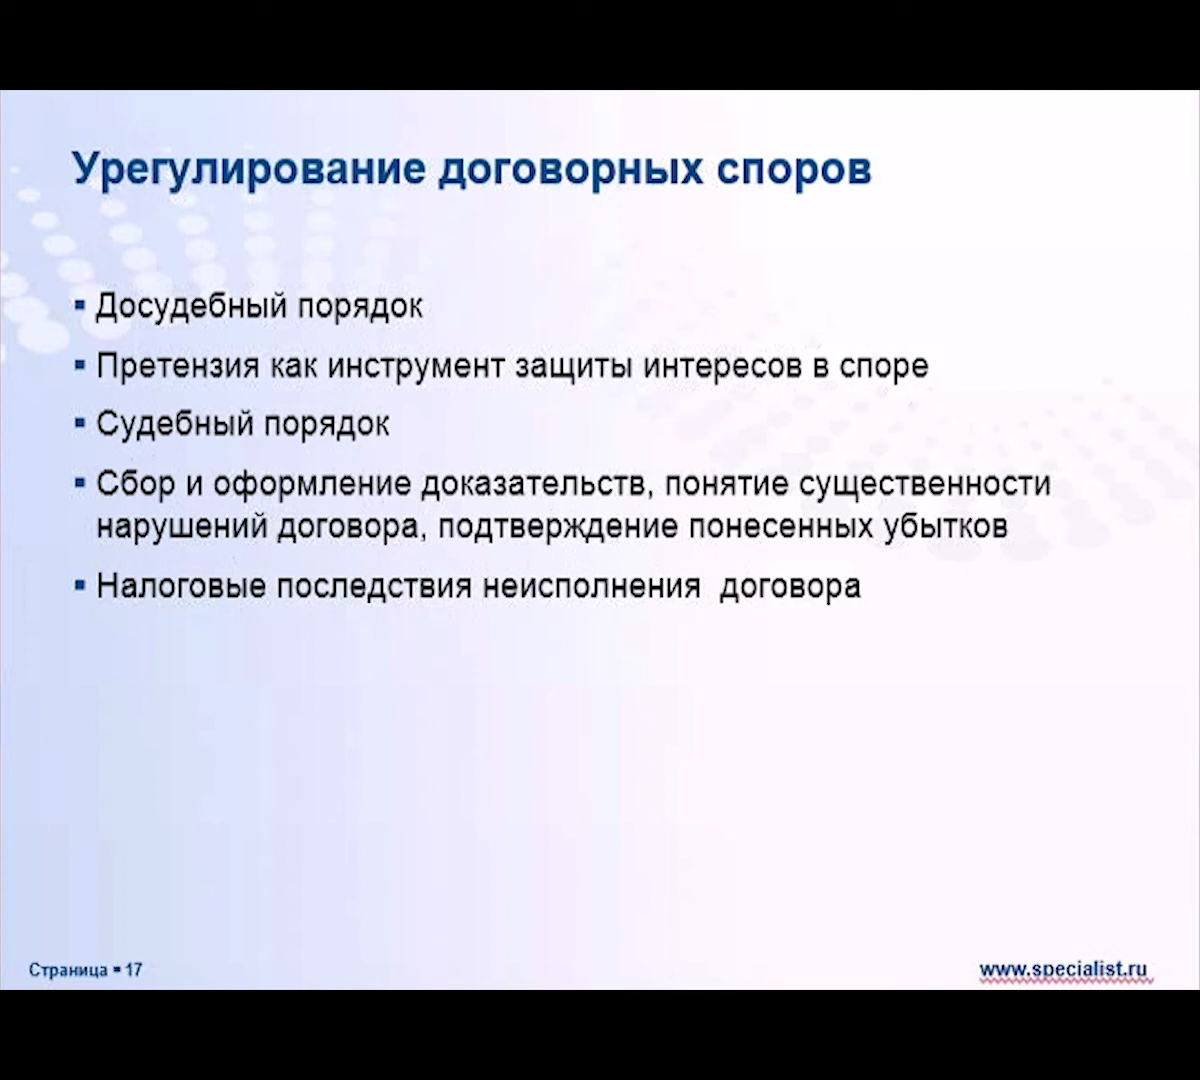 Урегулирование договорных споров
▪ Досудебный порядок
▪ Претензия как инструмент защиты интересов в споре
▪ Судебный порядок
▪ Сбор и оформление доказательств, понятие существенности
нарушений договора, подтверждение понесенных убытков
▪ Налоговые последствия неисполнения договора
Страница ▪ 17
www.specialist.ru